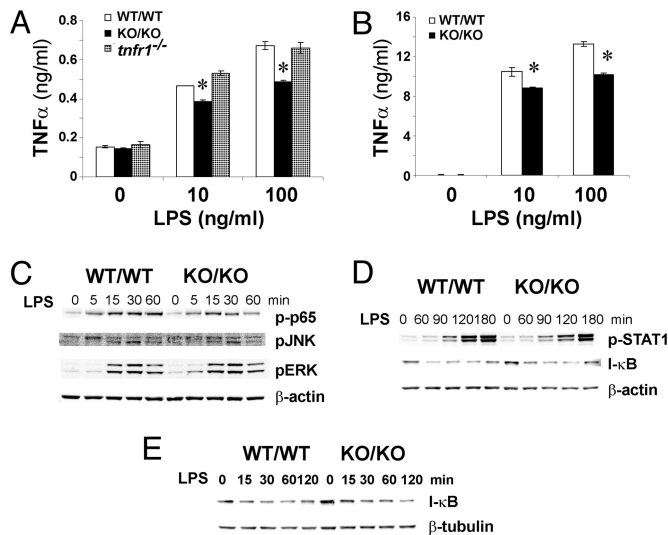 A
WT/WT
KO/KO
tnfr1-/-
TNFα (ng/ml)
0.8
0.6
0.4
0.2
0
*
*
0 10 100
LPS (ng/ml)
B
WT/WT
KO/KO
TNFα (ng/ml)
16
12
8
4
0
*
*
0 10 100
LPS (ng/ml)
C
WT/WT KO/KO
LPS 0 5 15 30 60 0 5 15 30 60 min
p-p65
pJNK
pERK
β-actin
D
WT/WT KO/KO
LPS 0 60 90 120 180 0 60 90 120 180 min
p-STAT1
I-κB
β-actin
E
WT/WT KO/KO
LPS 0 15 30 60 120 0 15 30 60 120 min
I-κB
β-tubulin